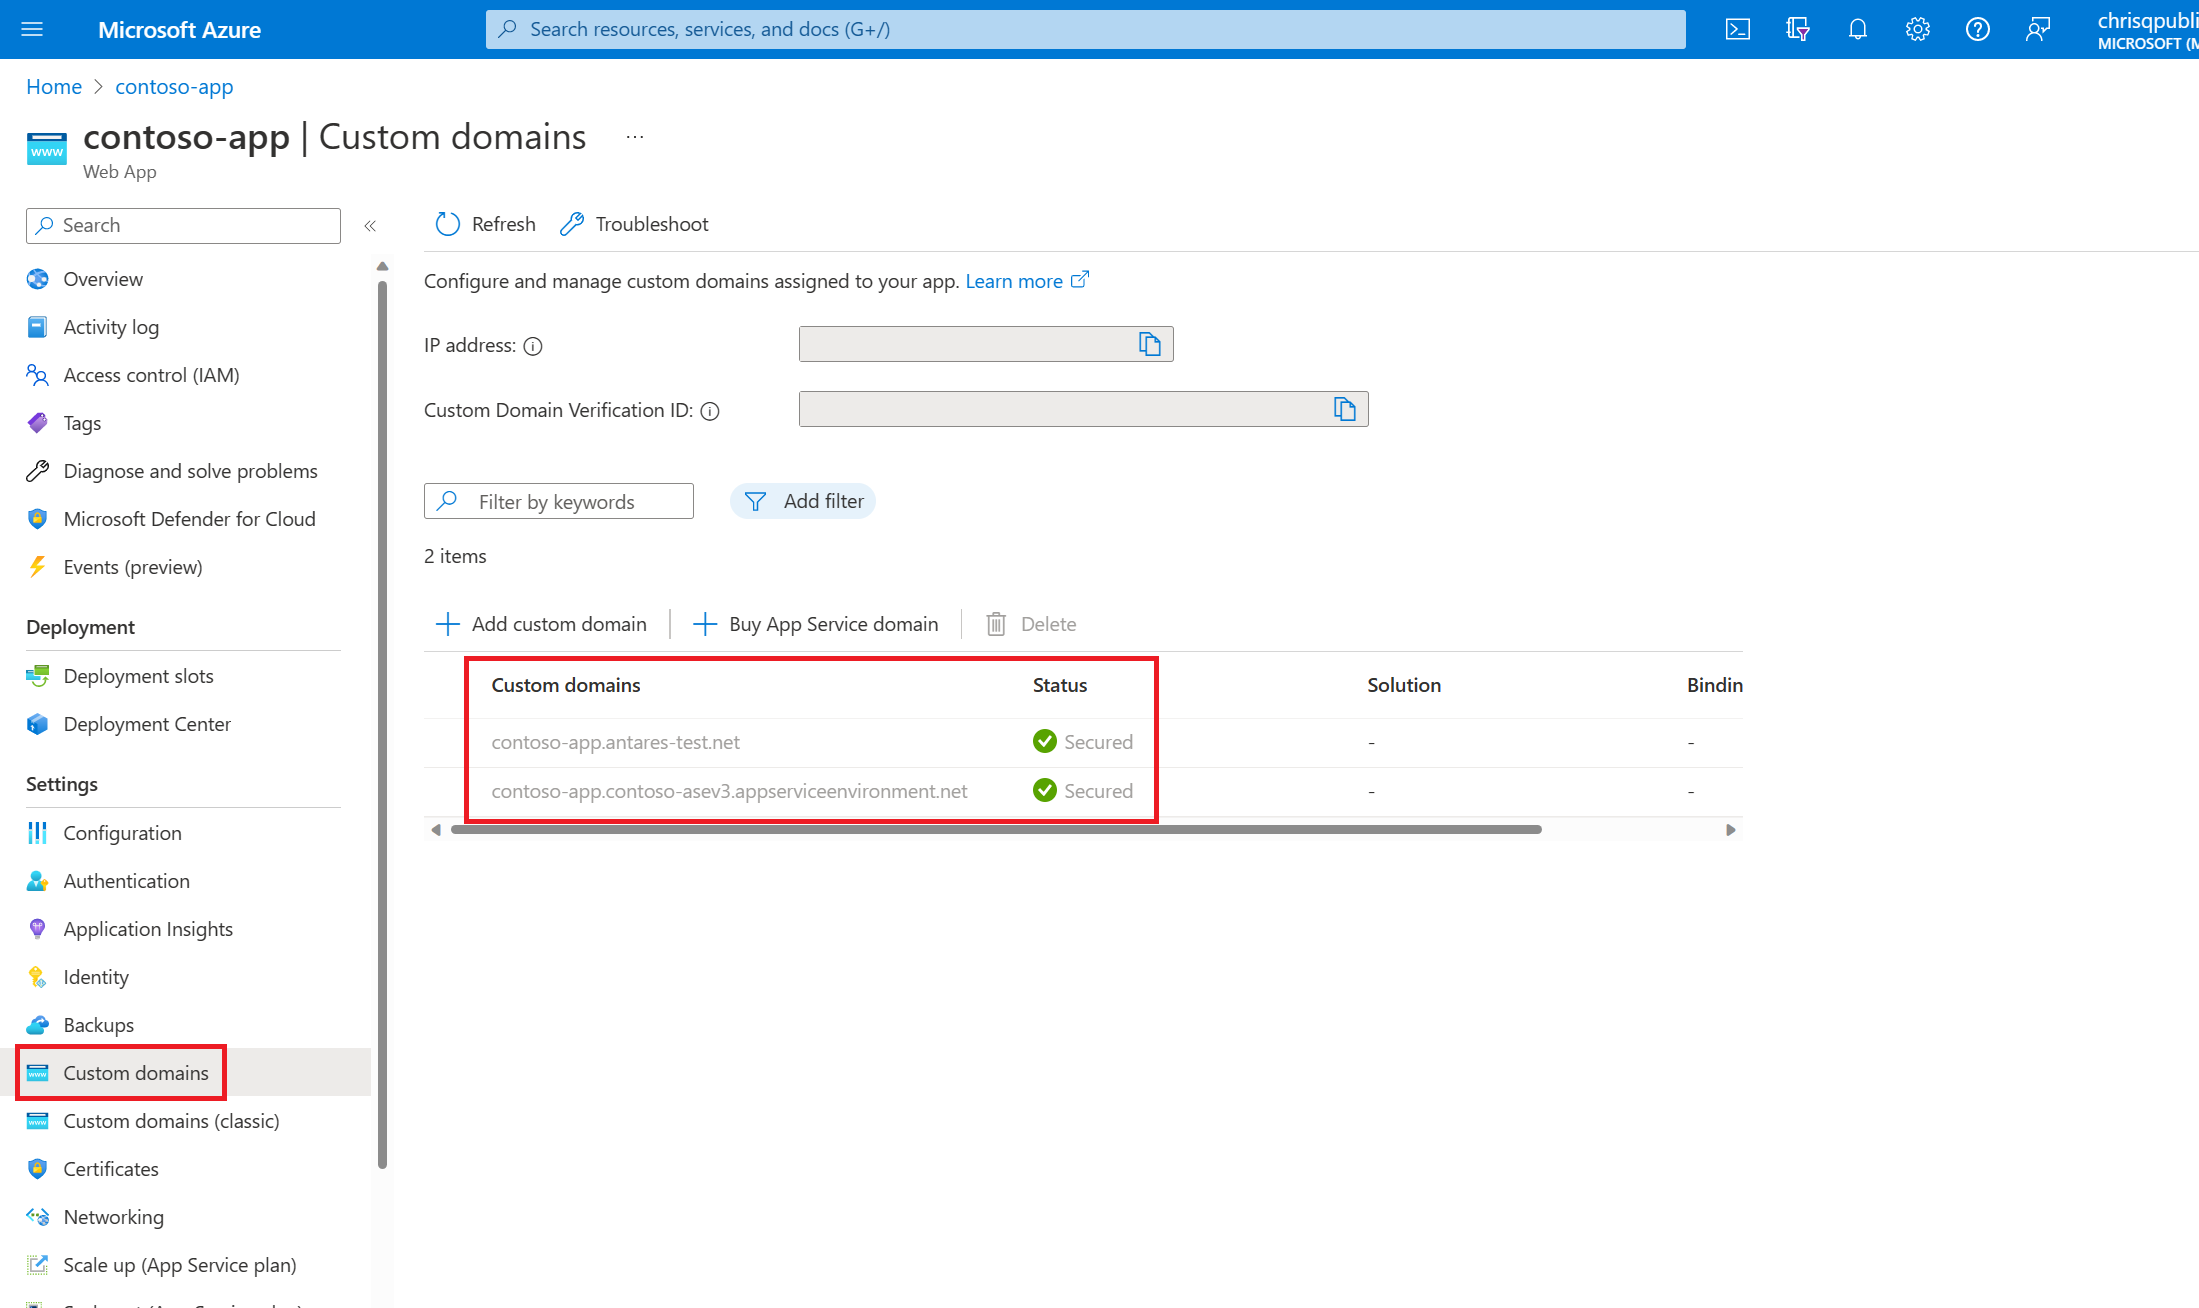 Microsoft Azure
Search resources, services, and docs (G+/)
chrisqpubli
MICROSOFT (M
Home > contoso-app
www
contoso-app | Custom domains ...
Web App
Search «
Refresh Troubleshoot
Overview
Activity log
Access control (IAM)
Tags
Diagnose and solve problems
Microsoft Defender for Cloud
Events (preview)
Deployment
Deployment slots
Deployment Center
Settings
Configuration
Authentication
Application Insights
Identity
Backups
Custom domains
Custom domains (classic)
Certificates
Networking
Scale up (App Service plan)
Configure and manage custom domains assigned to your app. Learn more
IP address:
Custom Domain Verification ID:
Filter by keywords Add filter
2 items
Add custom domain Buy App Service domain Delete
Custom domains Status Solution Bindin
contoso-app.antares-test.net Secured - -
contoso-app.contoso-asev3.appserviceenvironment.net Secured - -